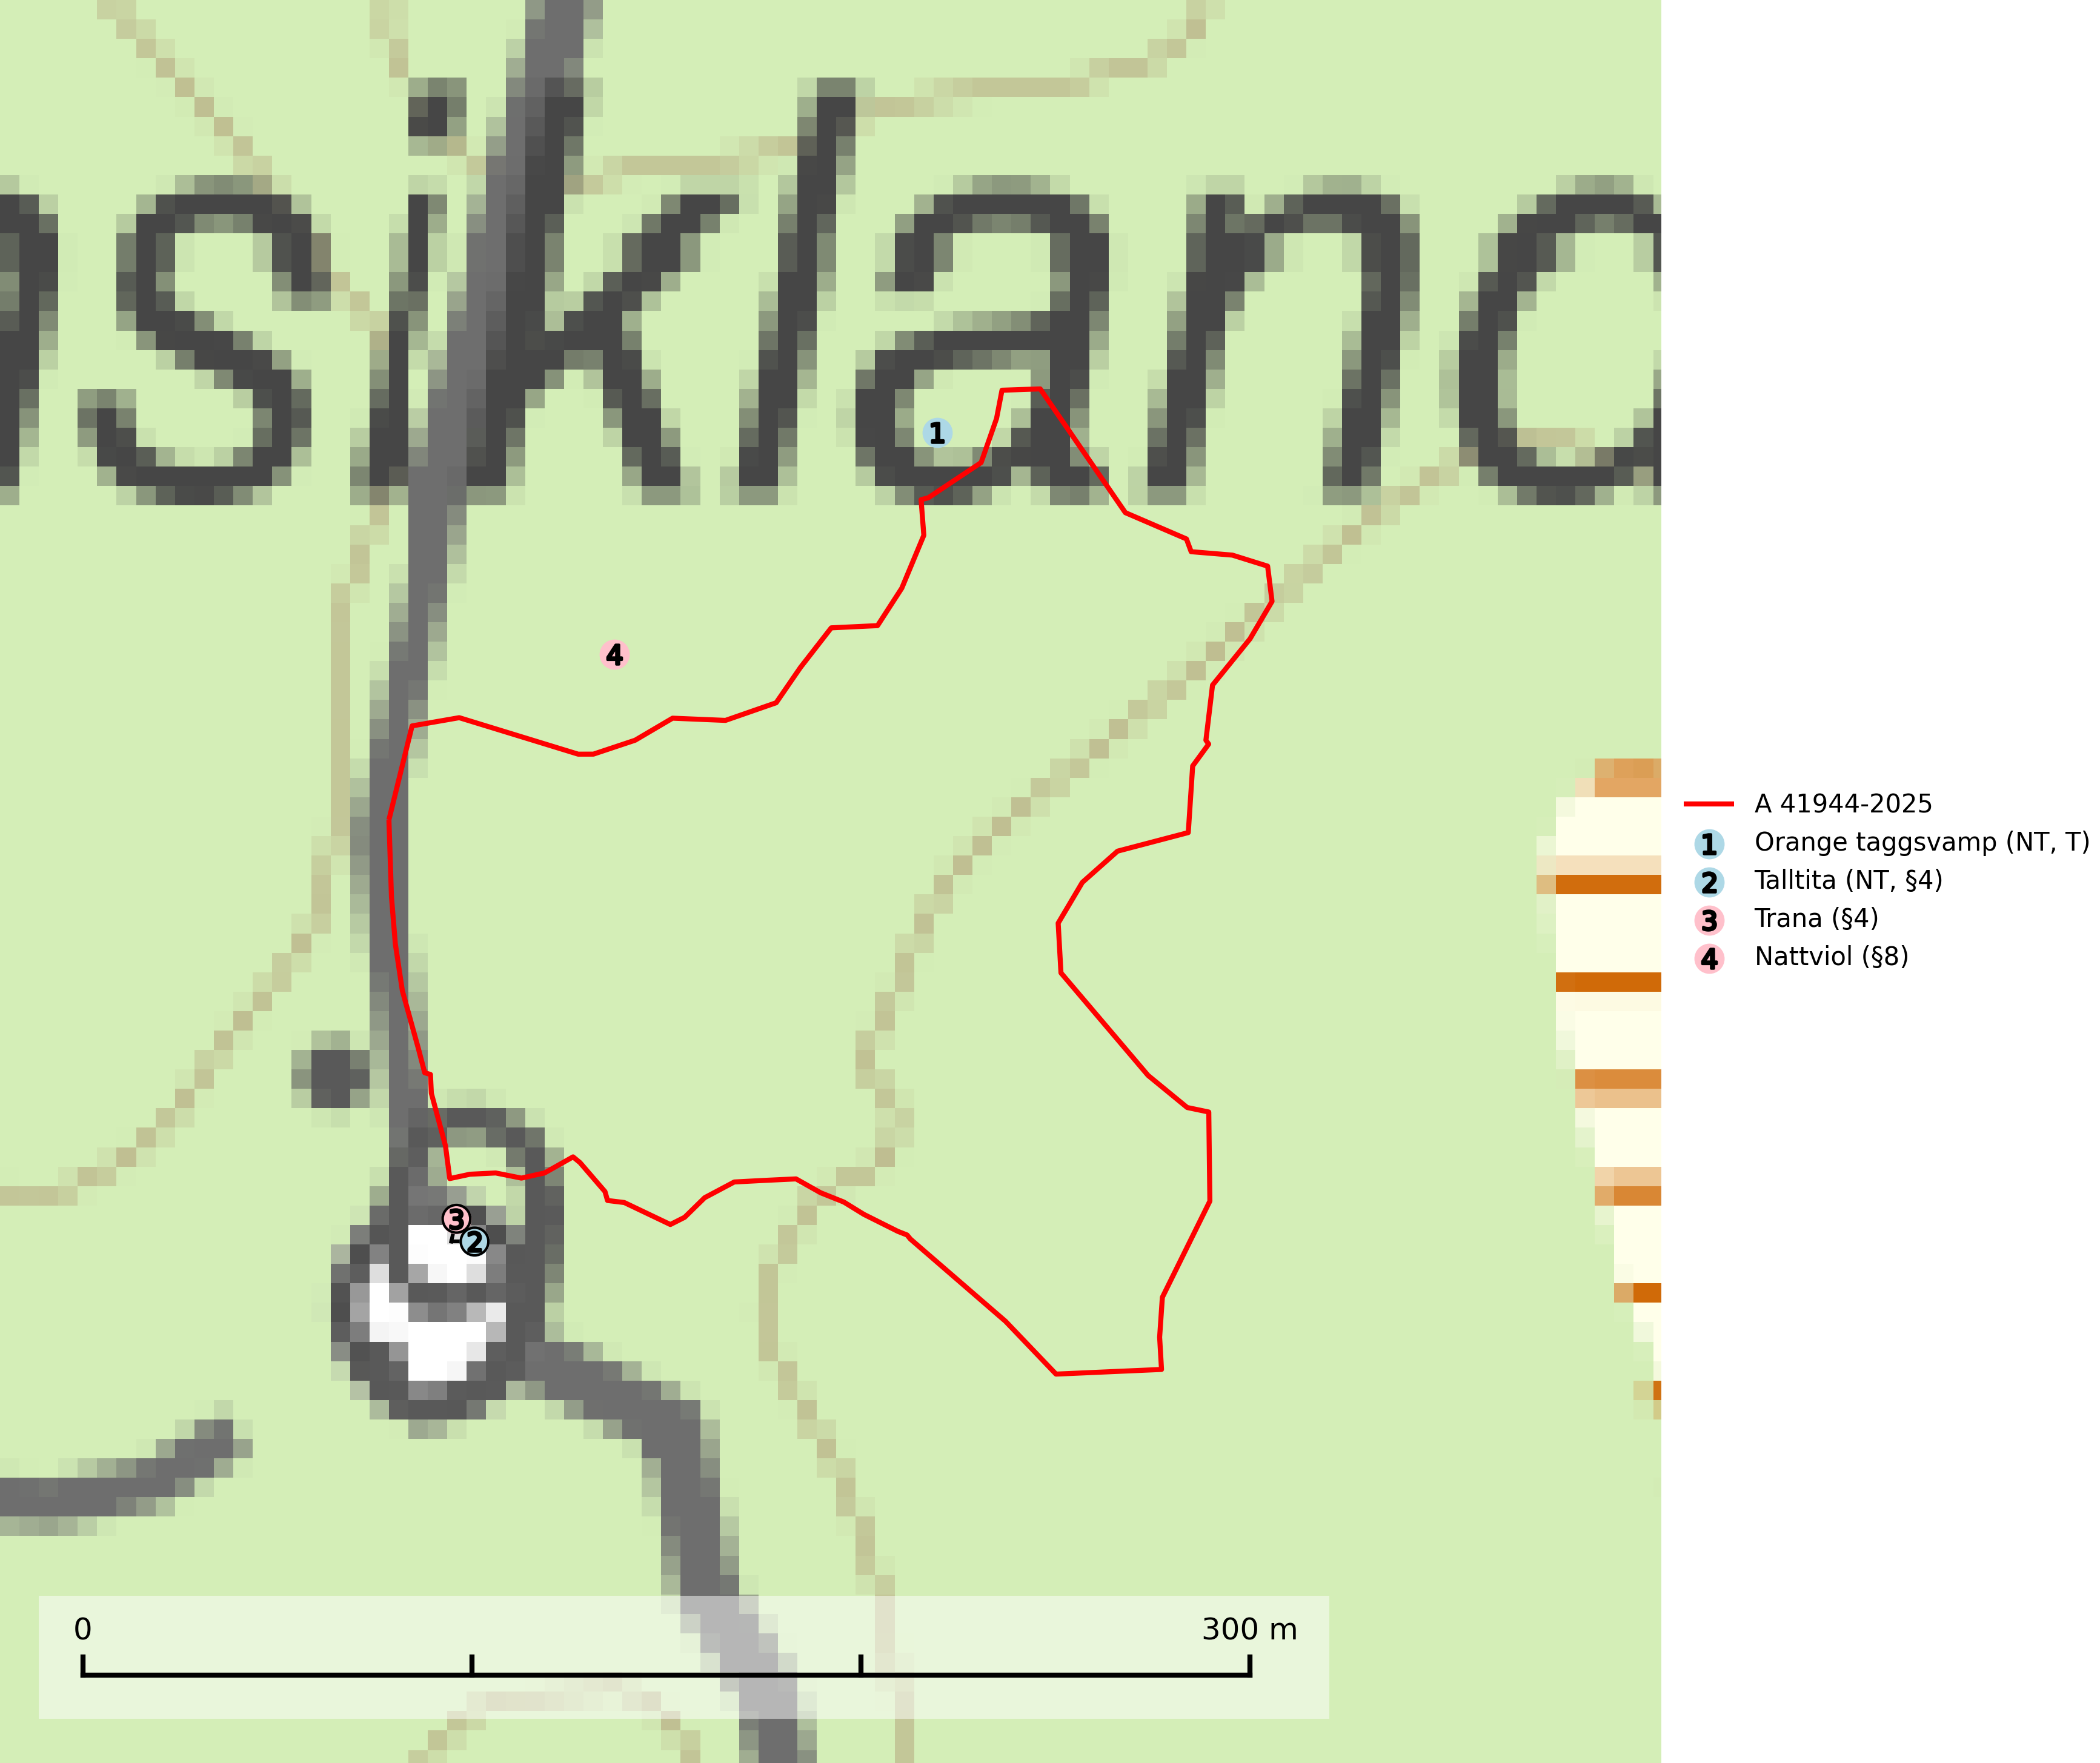 iskland
1
4
3
2
0
300 m
A 41944-2025
1 Orange taggsvamp (NT, T)
2 Talltita (NT, §4)
3 Trana (§4)
4 Nattviol (§8)